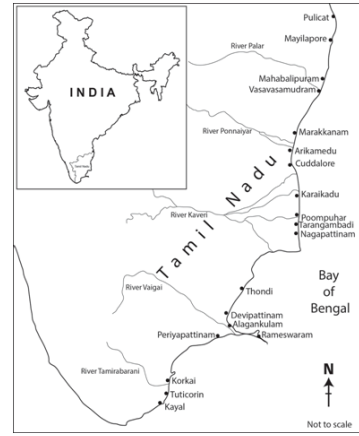 Pulicat
Mayilapore
River Palar
INDIA
Mahabalipuram
Vasavasamudram
River Ponnaiyar
Marakkanam
Arikamedu
Cuddalore
Tamil Nadu
Karaikadu
River Kaveri
Poompuhar
Tarangambadi
Nagapattinam
Bay
of
Bengal
River Vaigai
Thondi
Devipattinam
Alagankulam
Periyapattinam
Rameswaram
River Tamirabarani
Korkai
Tuticorin
Kayal
N
Not to scale